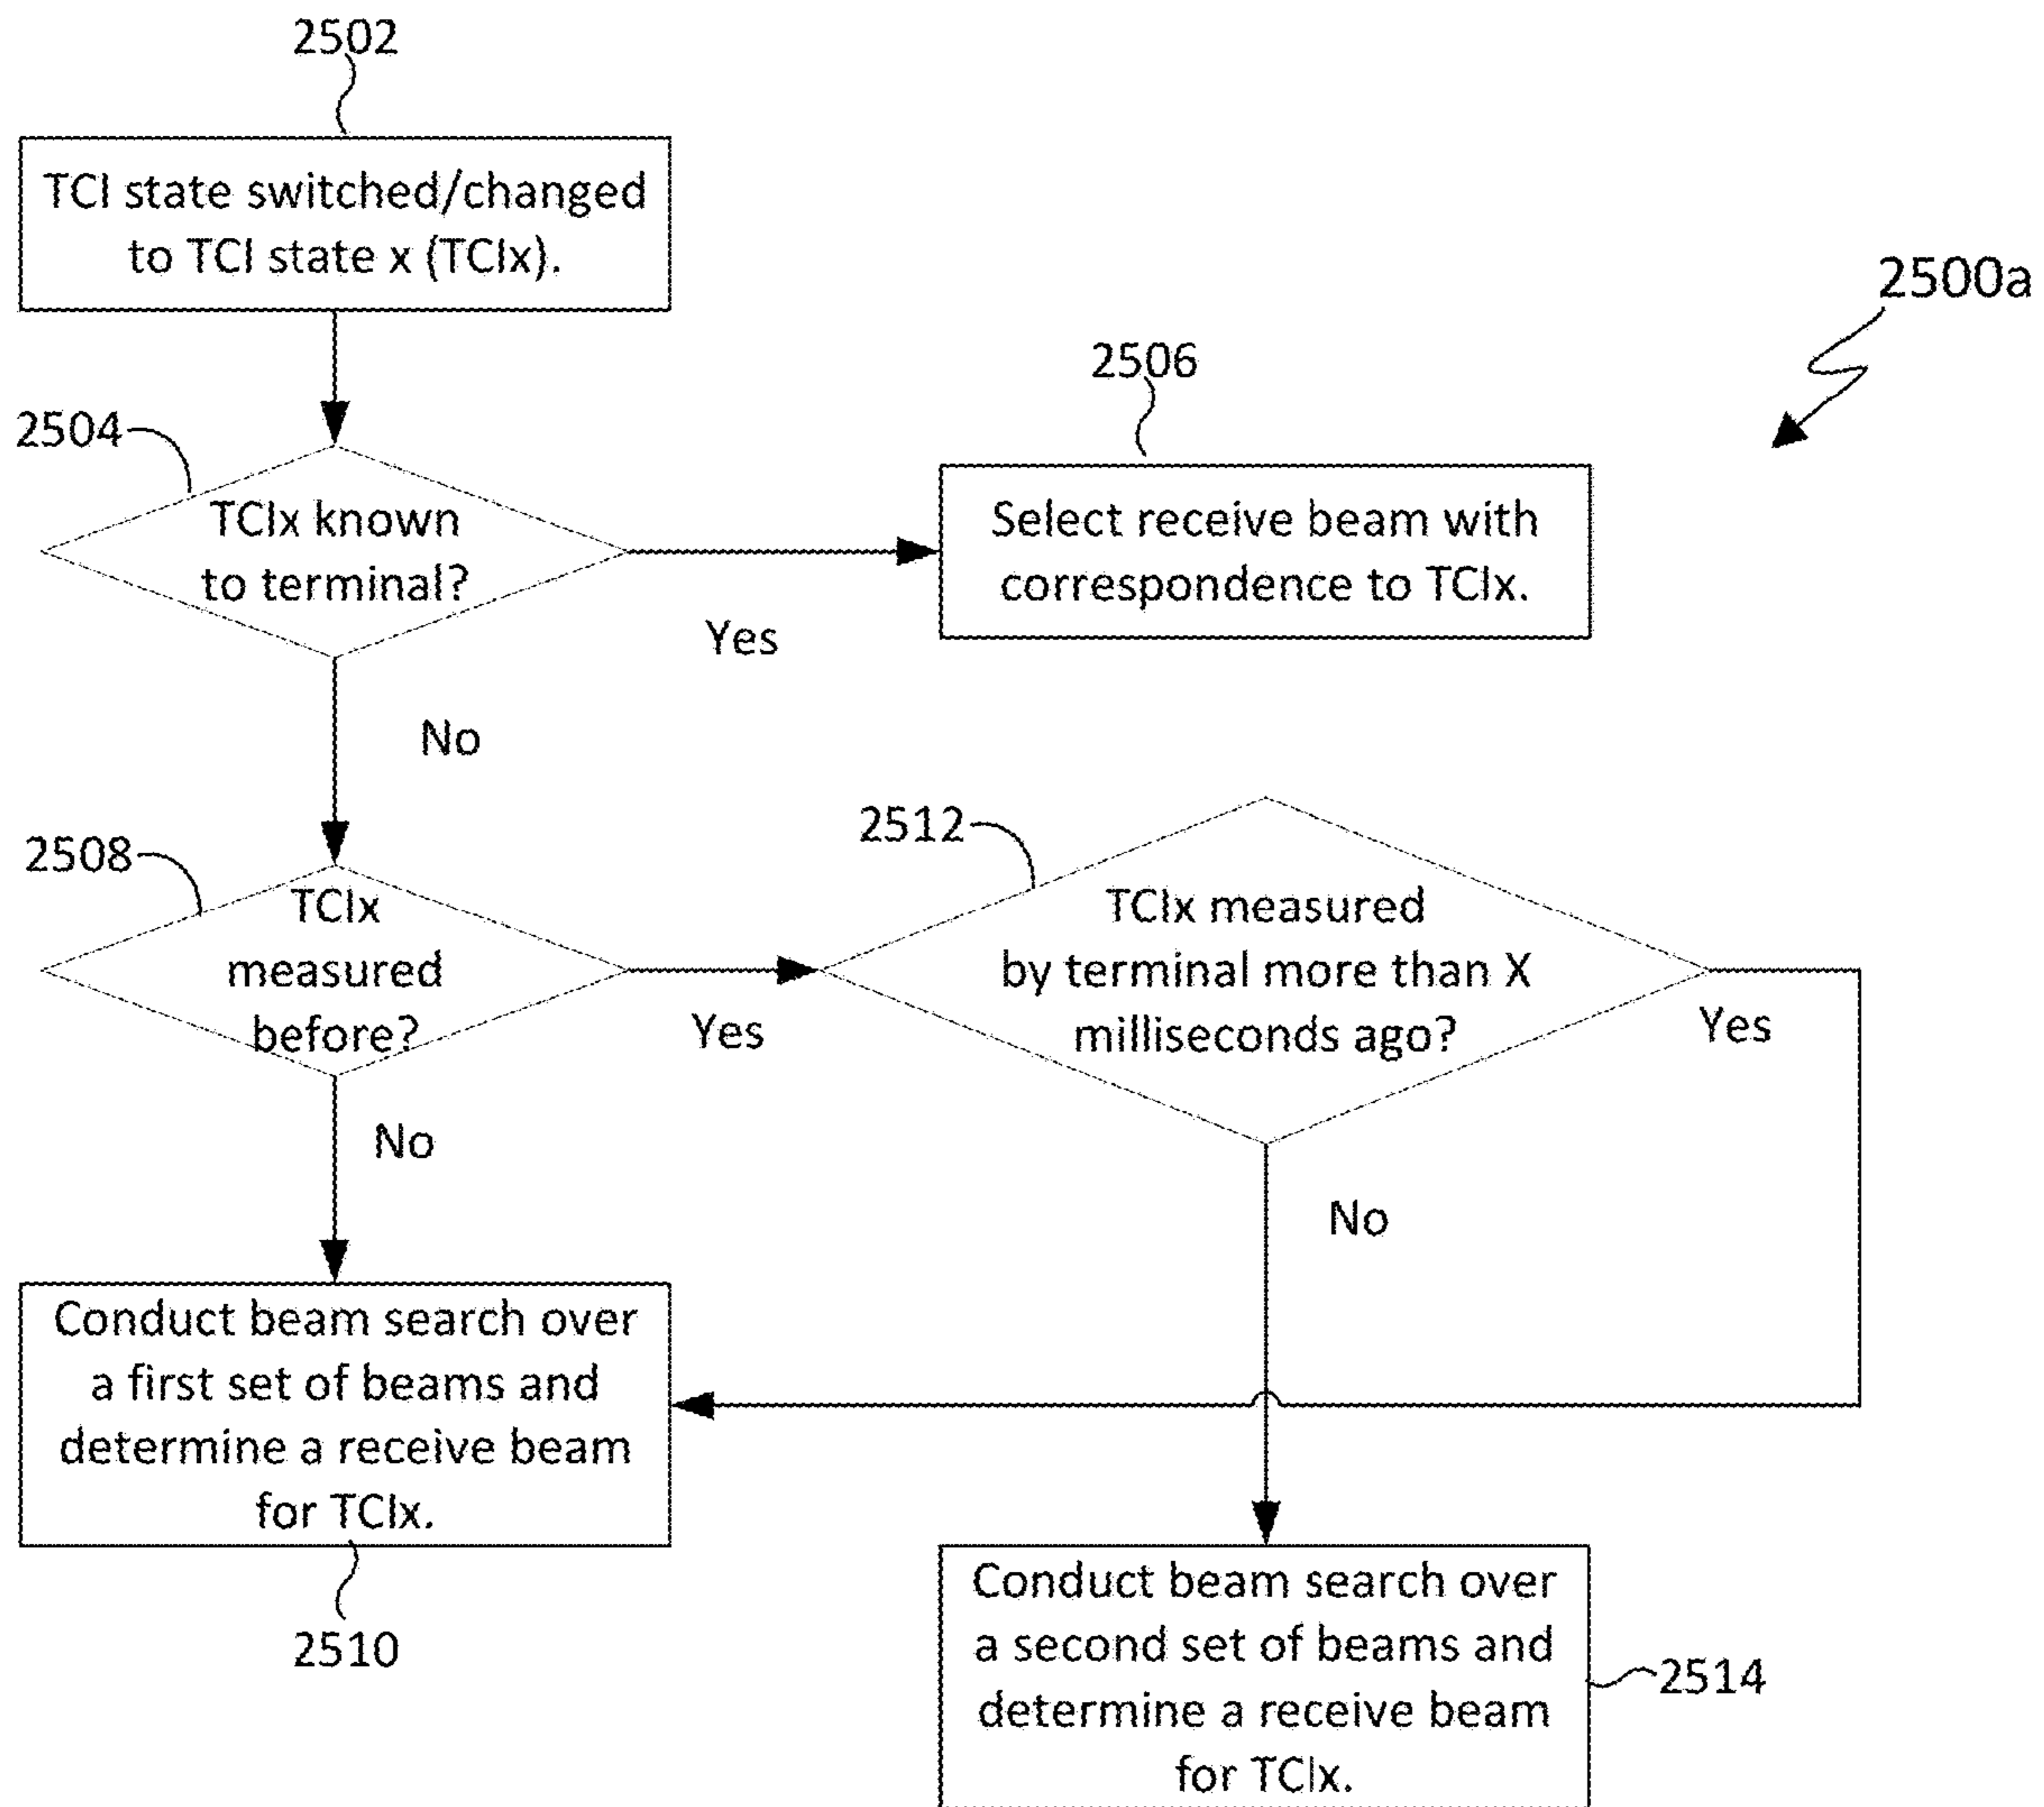 2502
TCI state switched/changed
to TCI state x (TCIx).
2500a
2504
TCIx known
to terminal?
Yes
2506
Select receive beam with
correspondence to TCIx.
No
2508
TCIx
measured
before?
Yes
2512
TCIx measured
by terminal more than X
milliseconds ago?
Yes
No
No
Conduct beam search over
a first set of beams and
determine a receive beam
for TCIx.
2510
Conduct beam search over
a second set of beams and
determine a receive beam
for TCIx.
2514